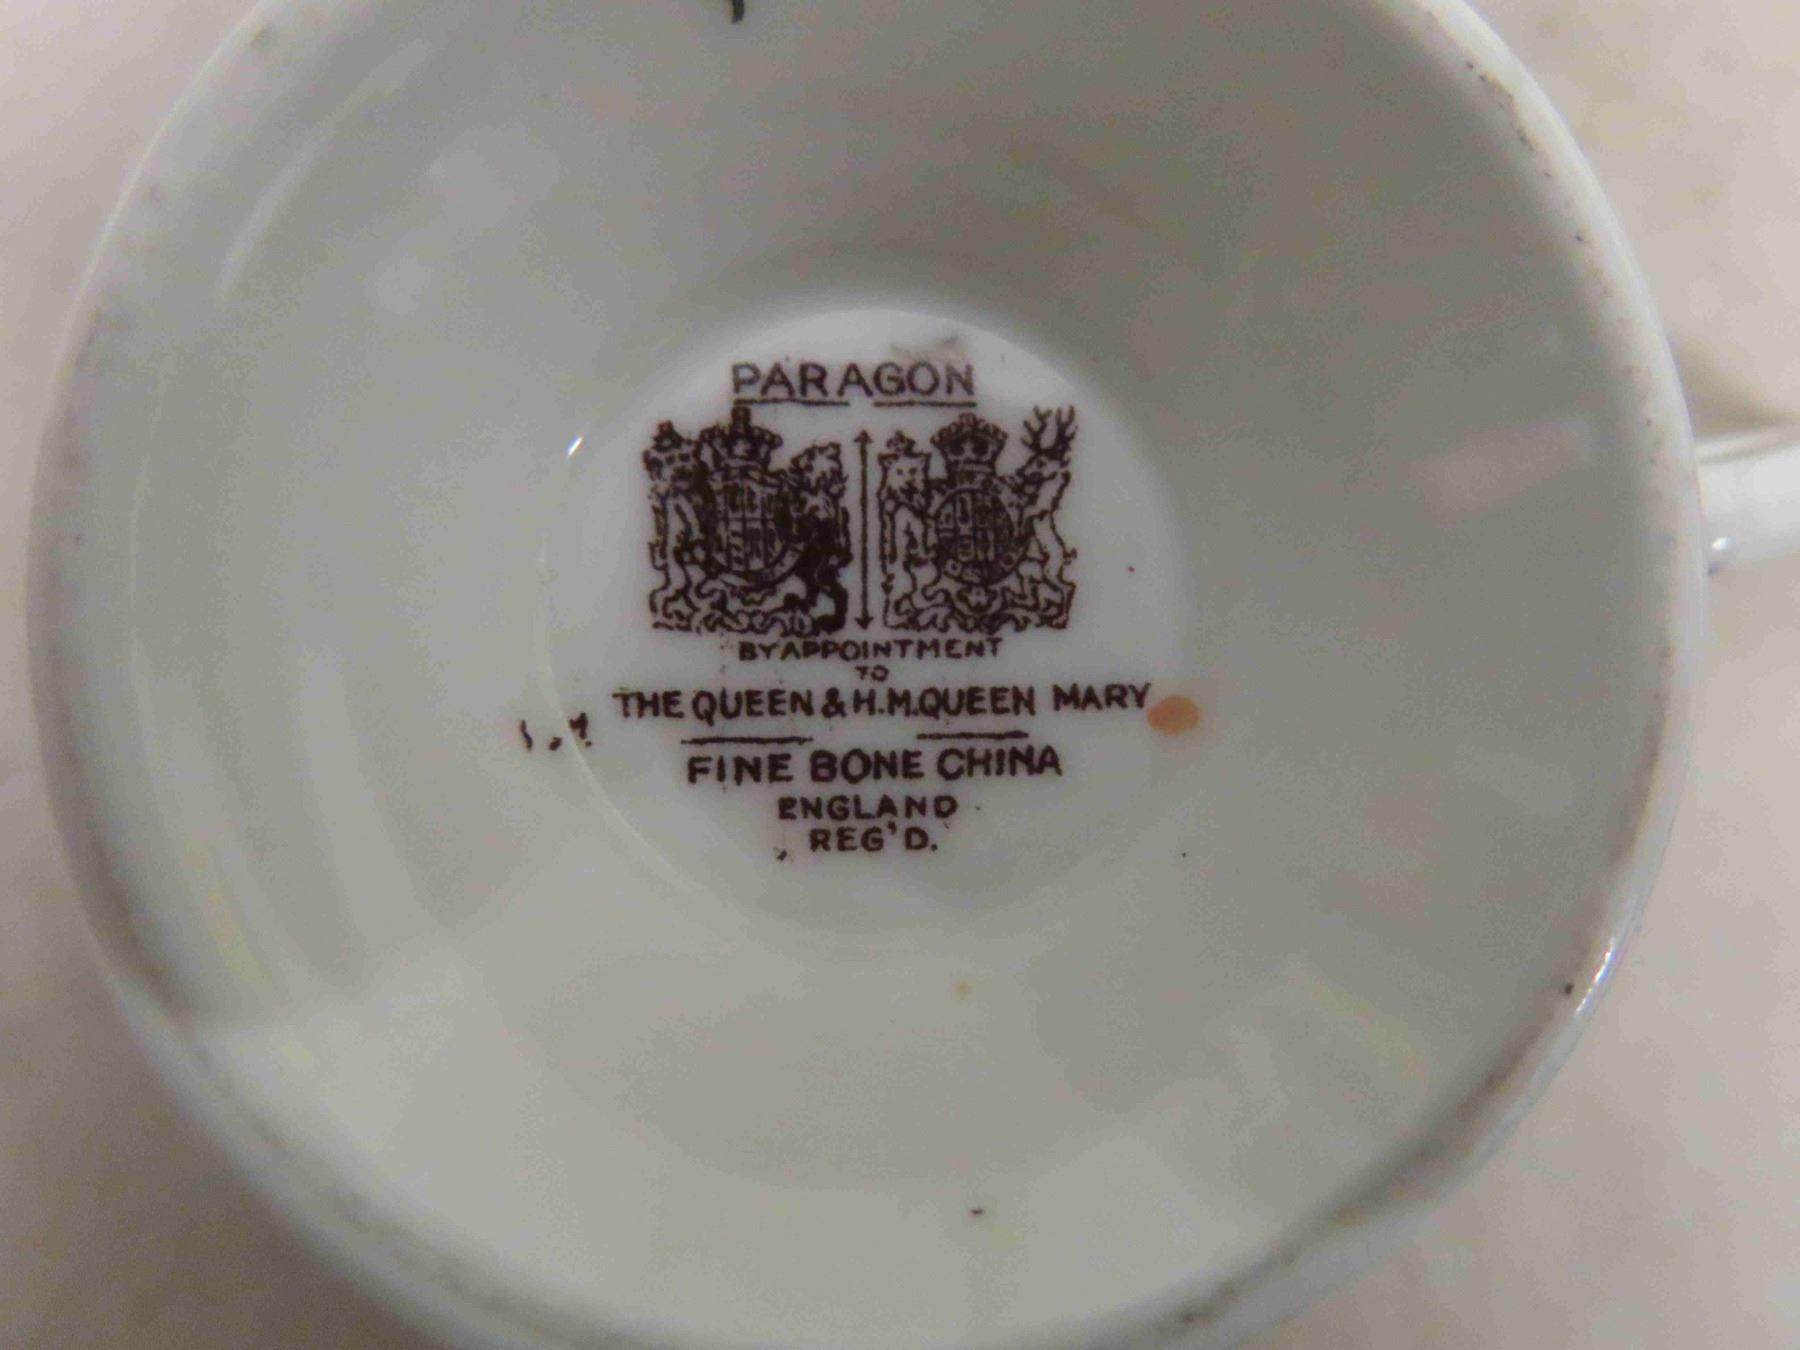 PARAGON
BY APPOINTMENT
TO
THE QUEEN & H.M. QUEEN MARY
FINE BONE CHINA
ENGLAND
REG'D.